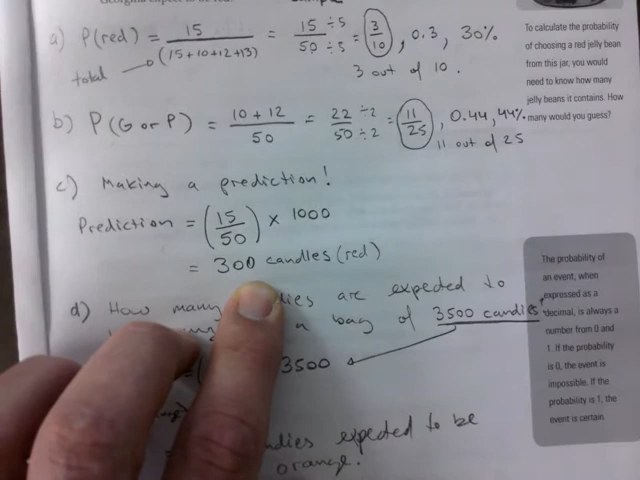 a) P(red) = 15 / (15+10+12+13) = 15 ÷5 / 50 ÷5 = 3/10, 0.3, 30%
total
3 out of 10.
b) P(G or P) = 10 + 12 / 50 = 22 ÷2 / 50 ÷2 = 11/25, 0.44, 44%
11 out of 25
c) Making a prediction!
Prediction = (15/50) × 1000
= 300 candles (red)
d) How many dies are expected to
a bag of 3500 candies
3500
dies expected to be
orange.
To calculate the probability
of choosing a red jelly bean
from this jar, you would
need to know how many
jelly beans it contains. How
many would you guess?
The probability of
an event, when
expressed as a
decimal, is always a
number from 0 and
1. If the probability
is 0, the event is
impossible. If the
probability is 1, the
event is certain